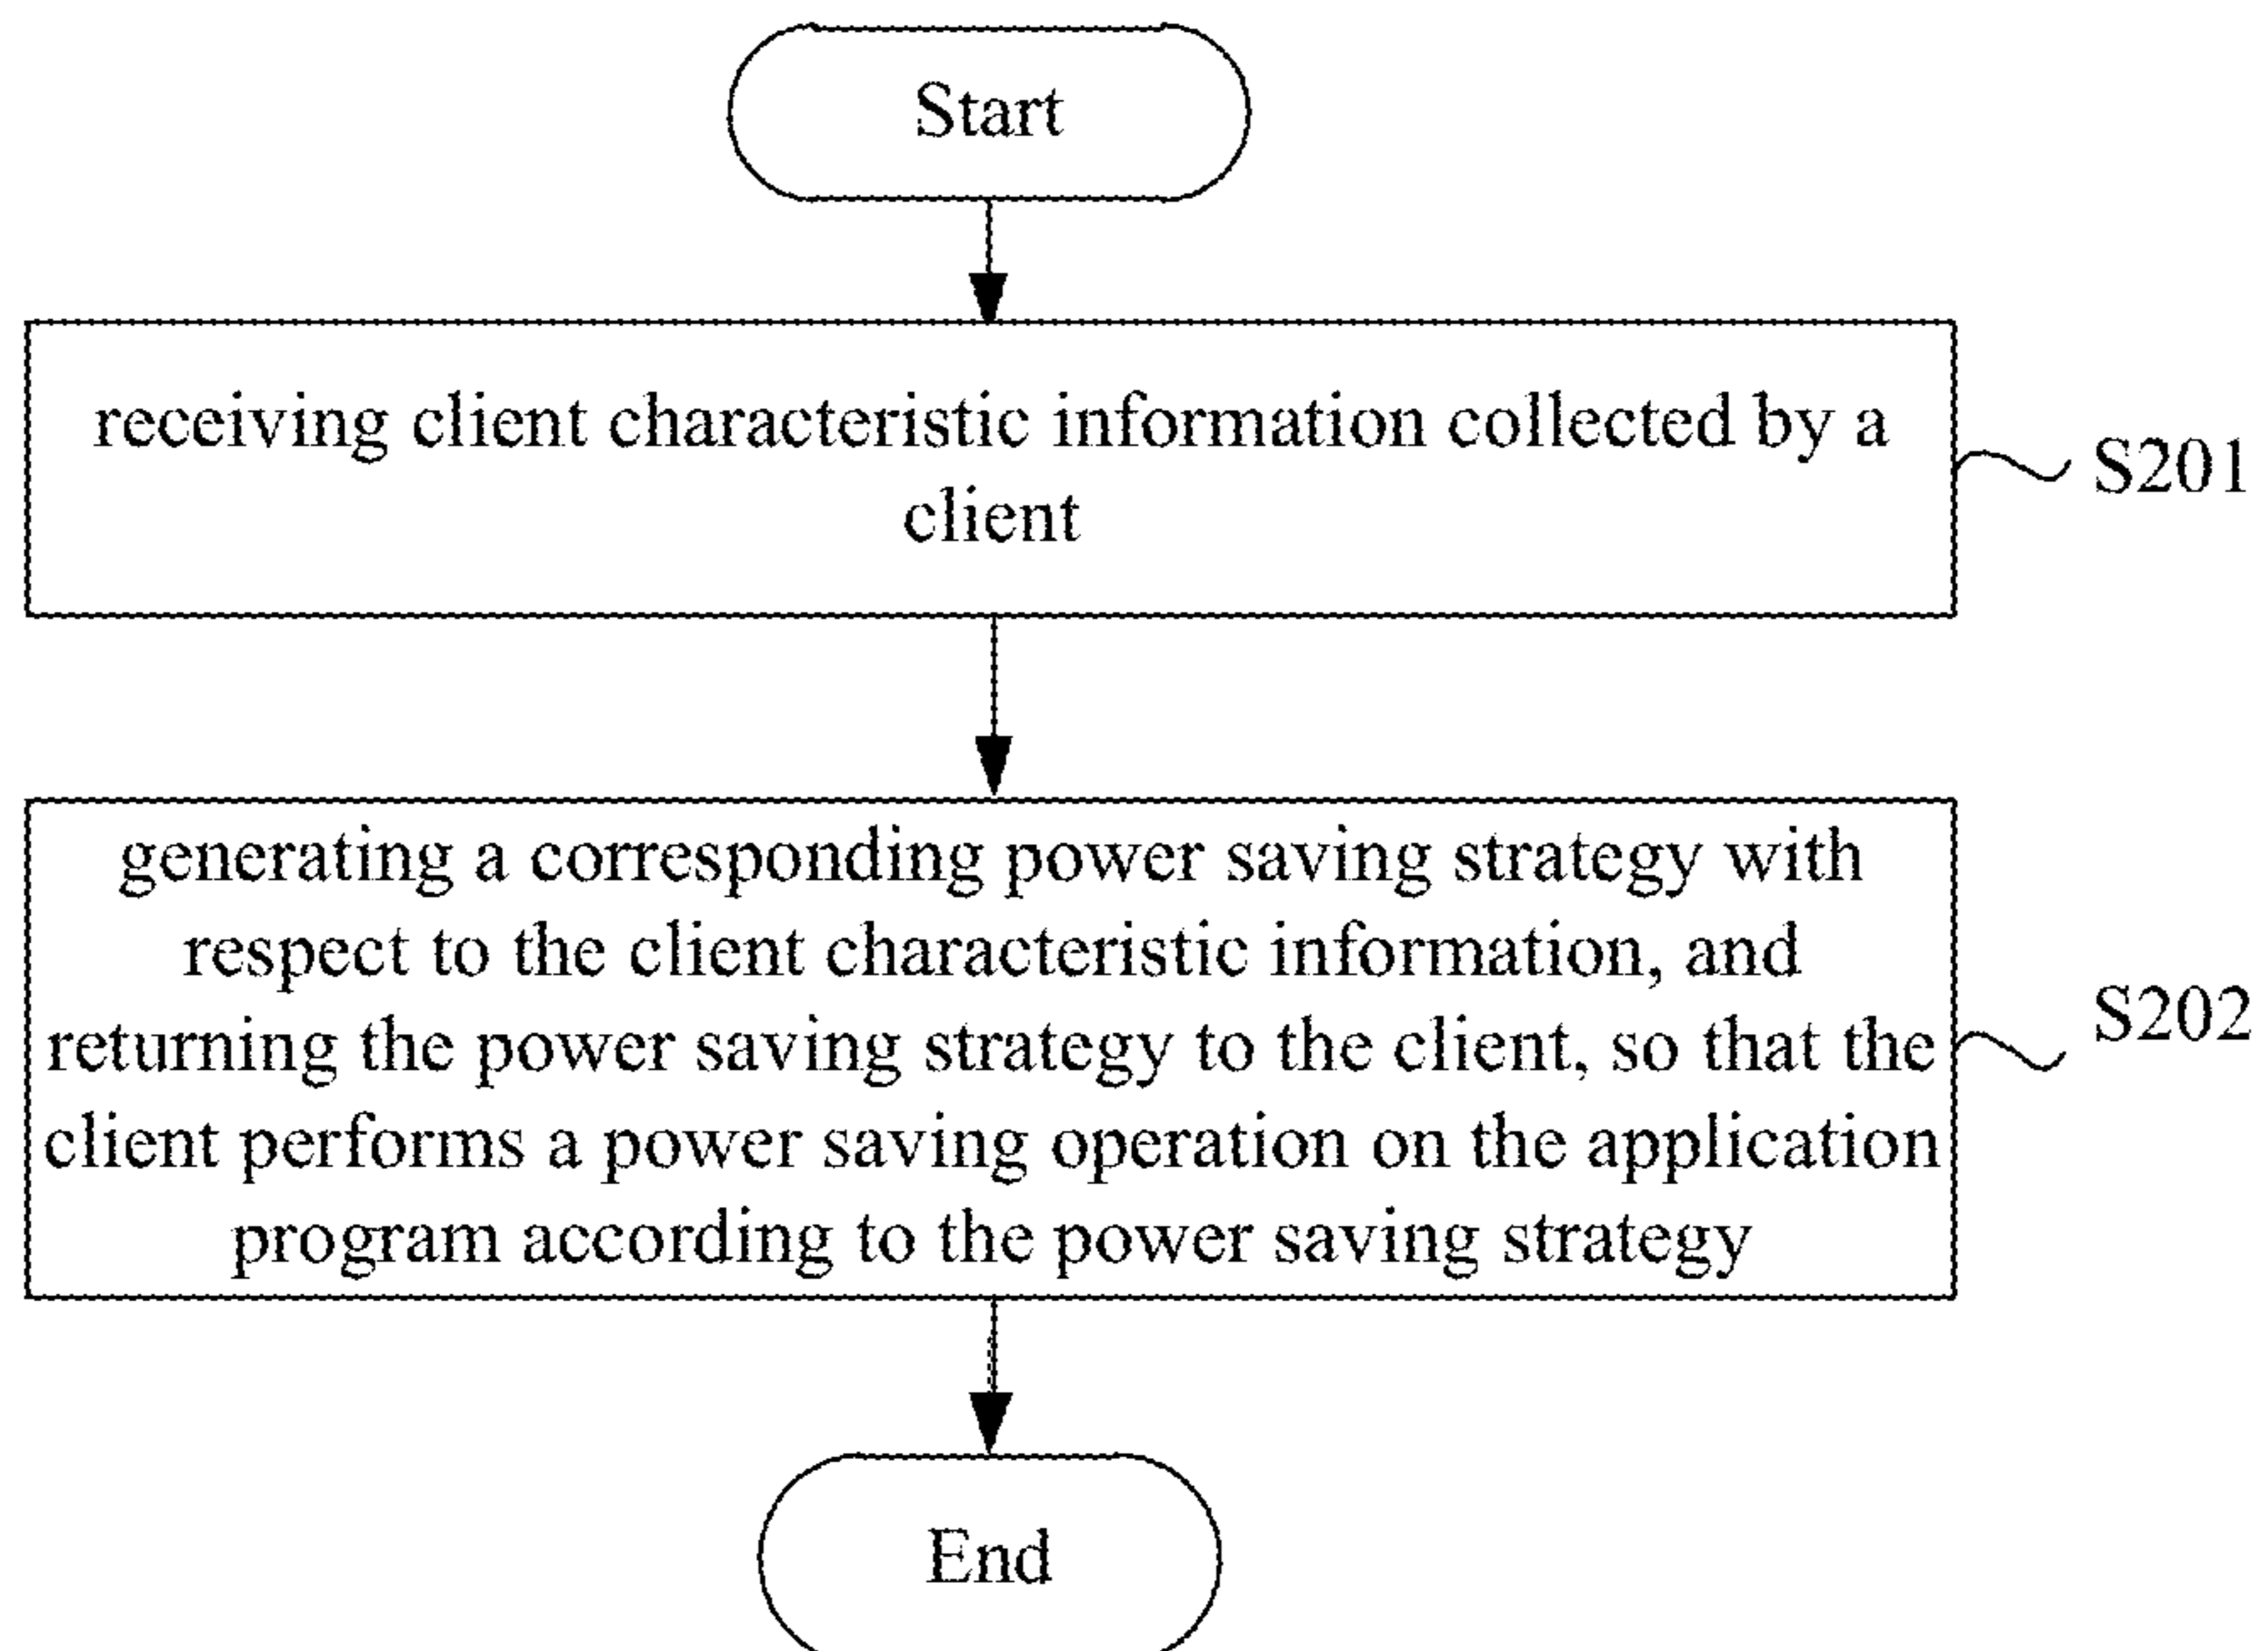 Start
receiving client characteristic information collected by a
client
S201
generating a corresponding power saving strategy with
respect to the client characteristic information, and
returning the power saving strategy to the client, so that the
client performs a power saving operation on the application
program according to the power saving strategy
S202
End